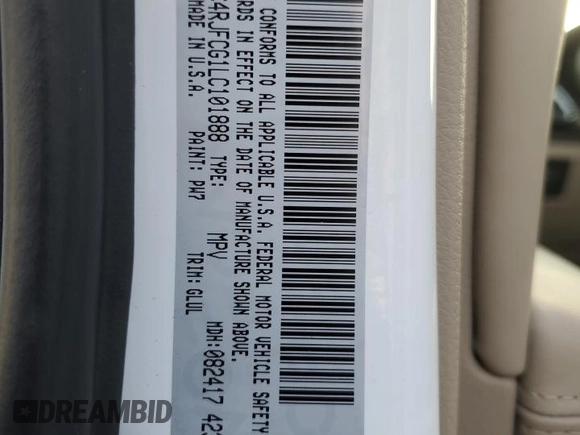 CONFORMS TO ALL APPLICABLE U.S.A. FEDERAL MOTOR VEHICLE SAFETY
RDS IN EFFECT ON THE DATE OF MANUFACTURE SHOWN ABOVE.
4RJFCG1LC101888 TYPE: MPV MDH:082417 423
MADE IN U.S.A. PAINT: PW7 TRIM: GLUL
DREAMBID